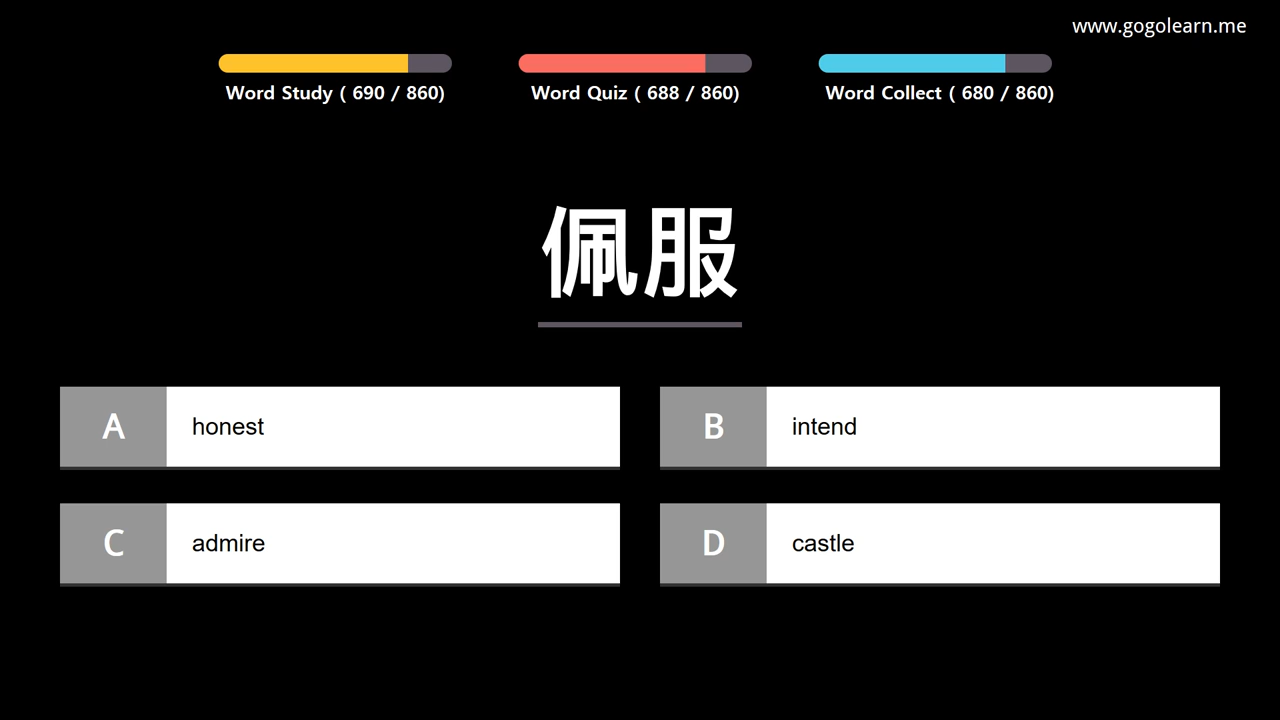 www.gogolearn.me
Word Study ( 690 / 860)
Word Quiz ( 688 / 860)
Word Collect ( 680 / 860)
佩服
A honest
B intend
C admire
D castle